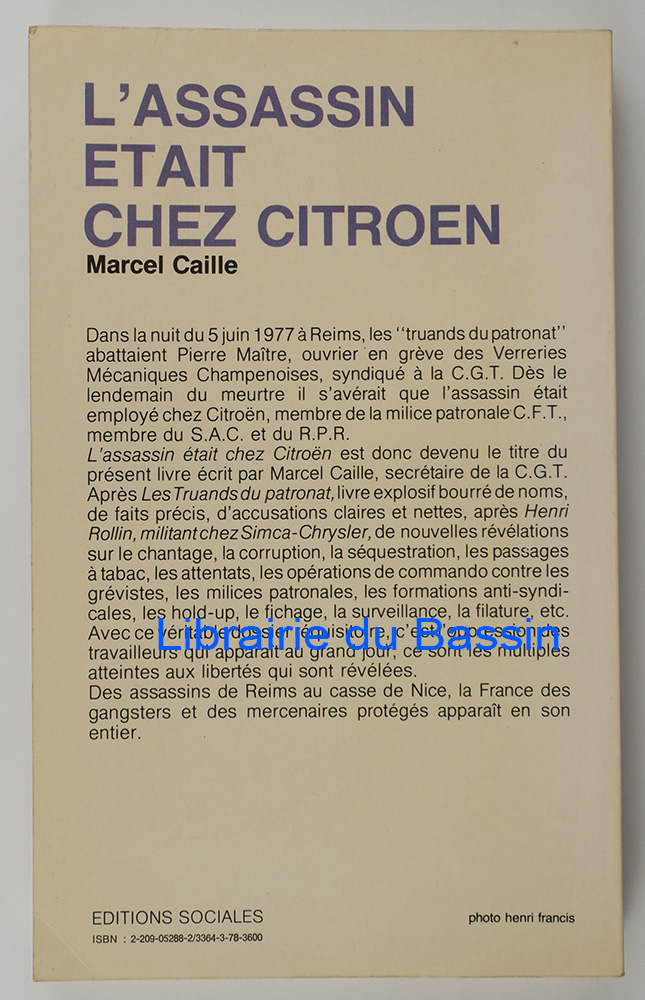 L'ASSASSIN
ETAIT
CHEZ CITROEN
Marcel Caille
Dans la nuit du 5 juin 1977 à Reims, les "truands du patronat"
abattaient Pierre Maître, ouvrier en grève des Verreries
Mécaniques Champenoises, syndiqué à la C.G.T. Dès le
lendemain du meurtre il s'avérait que l'assassin était
employé chez Citroën, membre de la milice patronale C.F.T.,
membre du S.A.C. et du R.P.R.
L'assassin était chez Citroën est donc devenu le titre du
présent livre écrit par Marcel Caille, secrétaire de la C.G.T.
Après Les Truands du patronat, livre explosif bourré de noms,
de faits précis, d'accusations claires et nettes, après Henri
Rollin, militant chez Simca-Chrysler, de nouvelles révélations
sur le chantage, la corruption, la séquestration, les passages
à tabac, les attentats, les opérations de commando contre les
grévistes, les milices patronales, les formations anti-syndi-
cales, les hold-up, le fichage, la surveillance, la filature, etc.
Avec ce véritable dossier réquisitoire, c'est l'oppression des
Librairie du Bassin
travailleurs qui apparaît au grand jour, ce sont les multiples
atteintes aux libertés qui sont révélées.
Des assassins de Reims au casse de Nice, la France des
gangsters et des mercenaires protégés apparaît en son
entier.
EDITIONS SOCIALES
photo henri francis
ISBN : 2-209-05288-2/3364-3-78-3600